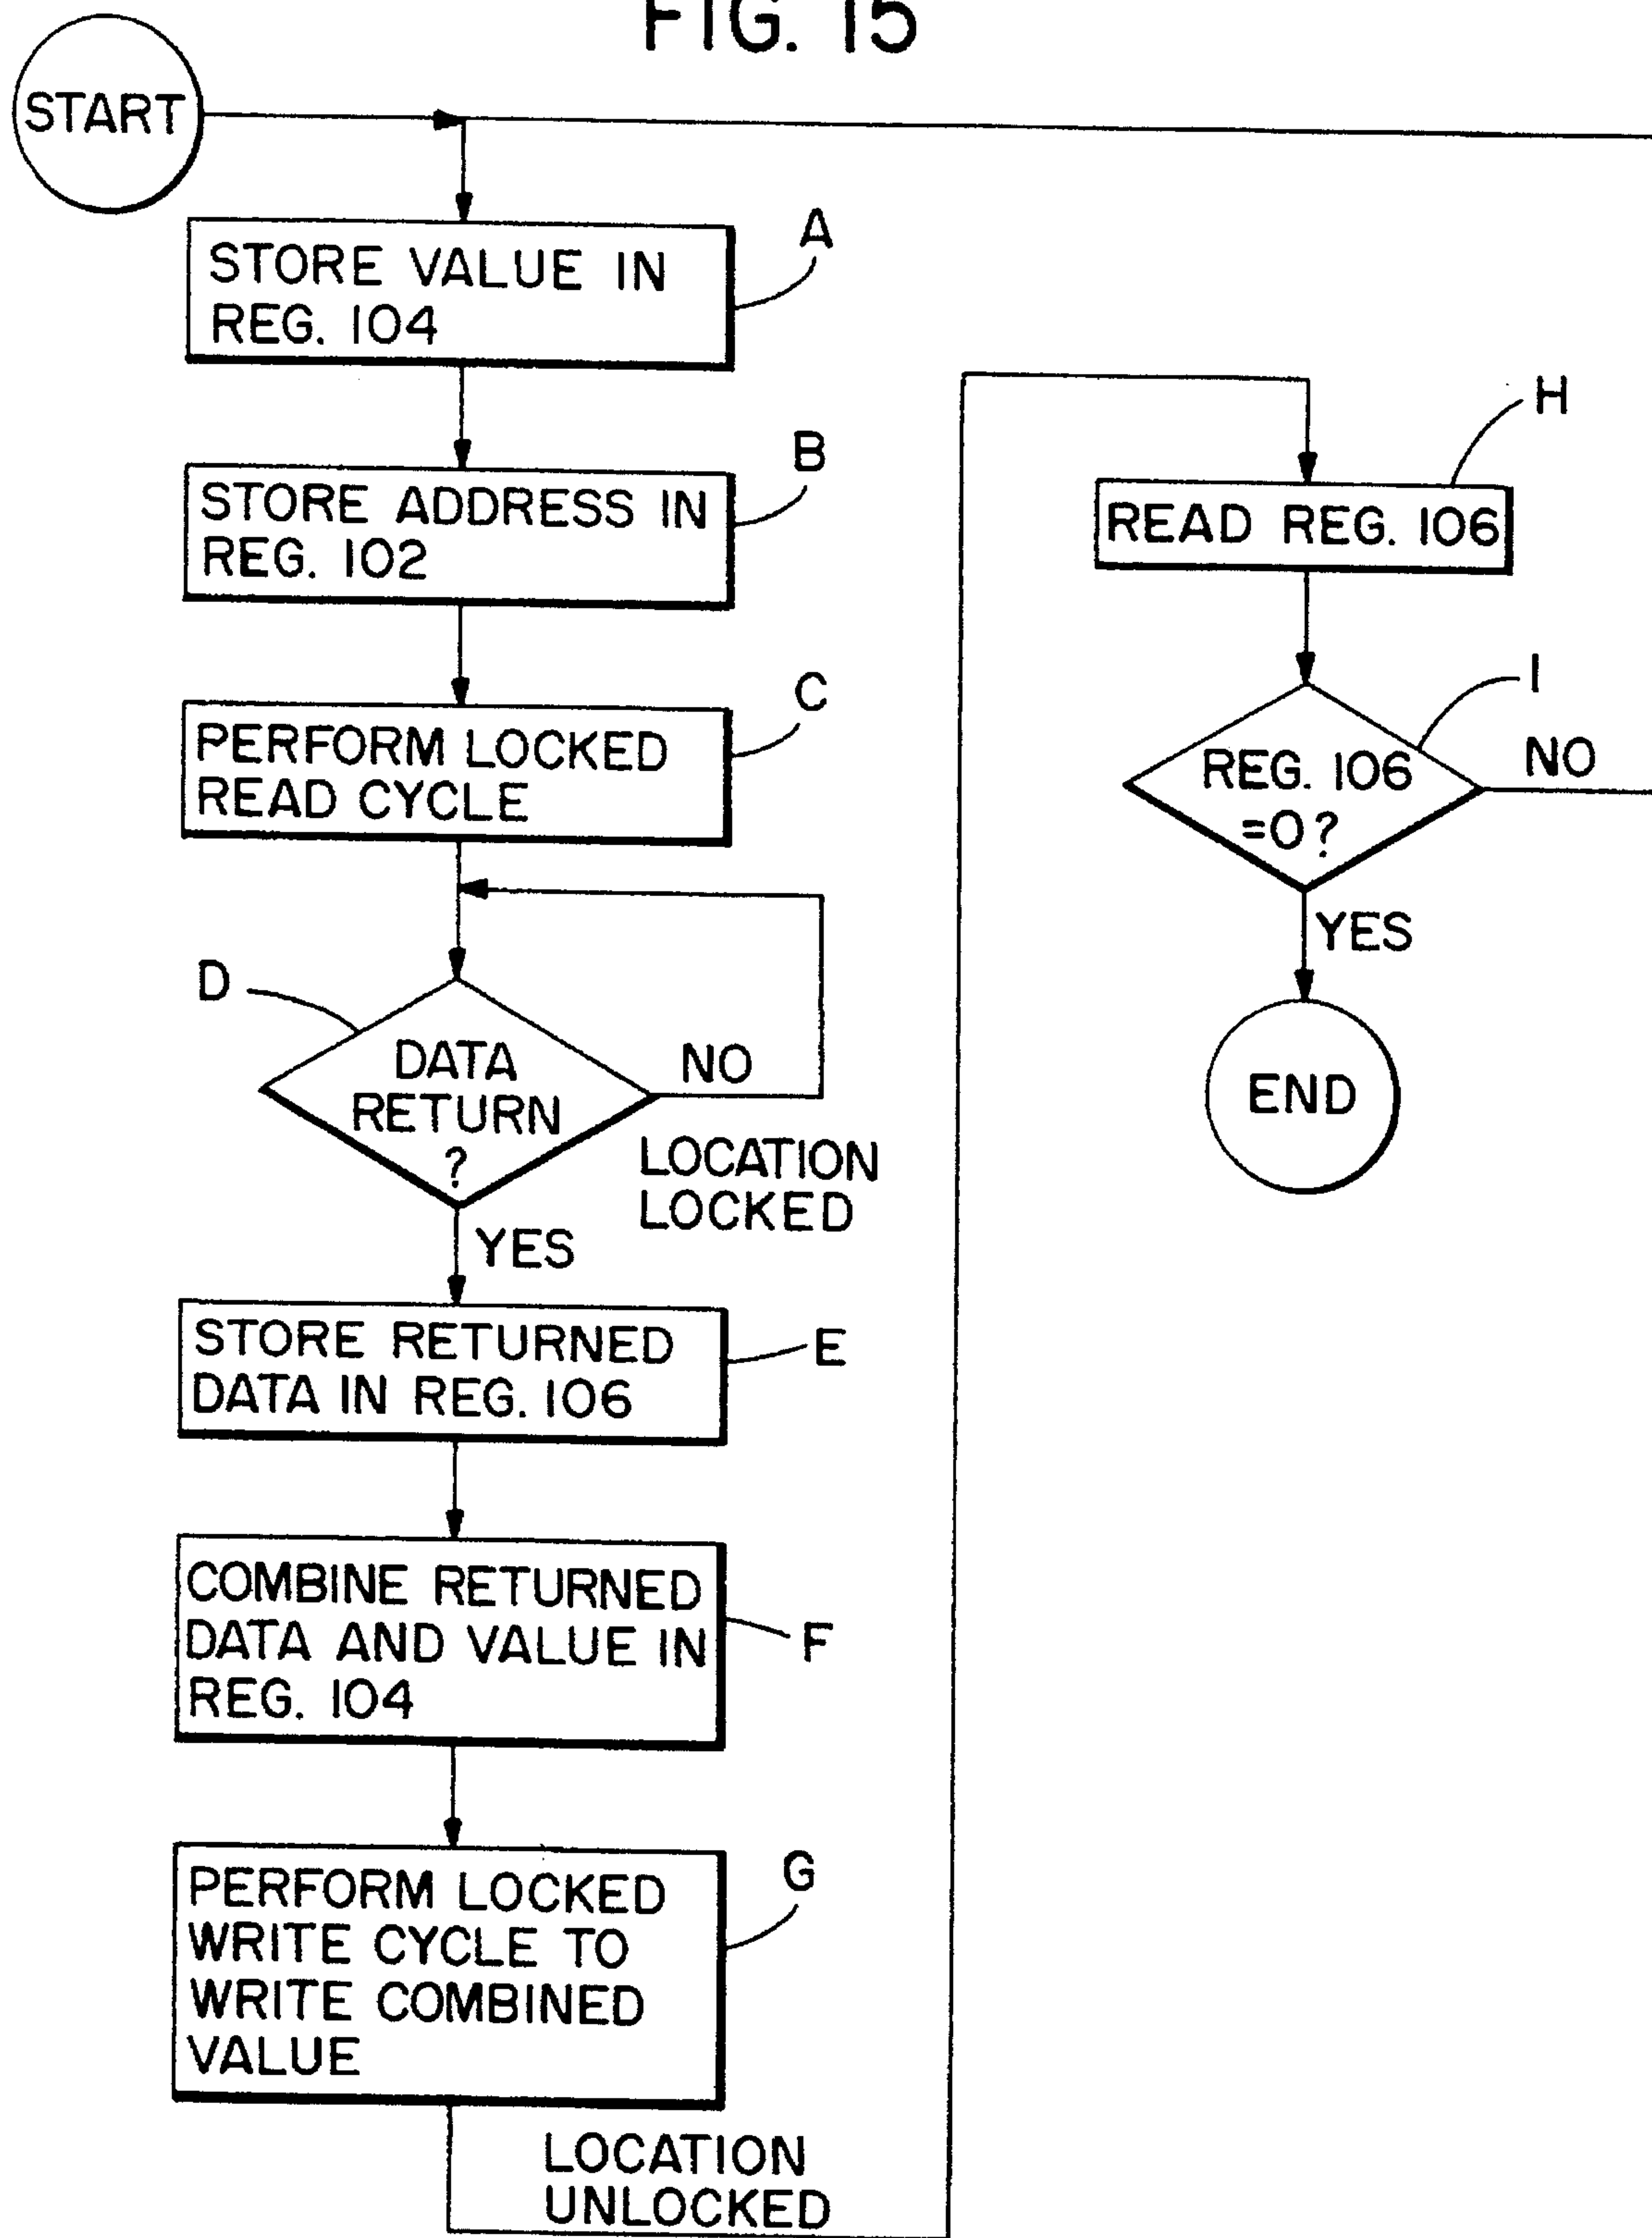 FIG. 15
START
A
STORE VALUE IN
REG. 104
B
STORE ADDRESS IN
REG. 102
C
PERFORM LOCKED
READ CYCLE
D
DATA
RETURN
?
NO
LOCATION
LOCKED
YES
E
STORE RETURNED
DATA IN REG. 106
F
COMBINE RETURNED
DATA AND VALUE IN
REG. 104
G
PERFORM LOCKED
WRITE CYCLE TO
WRITE COMBINED
VALUE
LOCATION
UNLOCKED
H
READ REG. 106
I
REG. 106
=0?
NO
YES
END